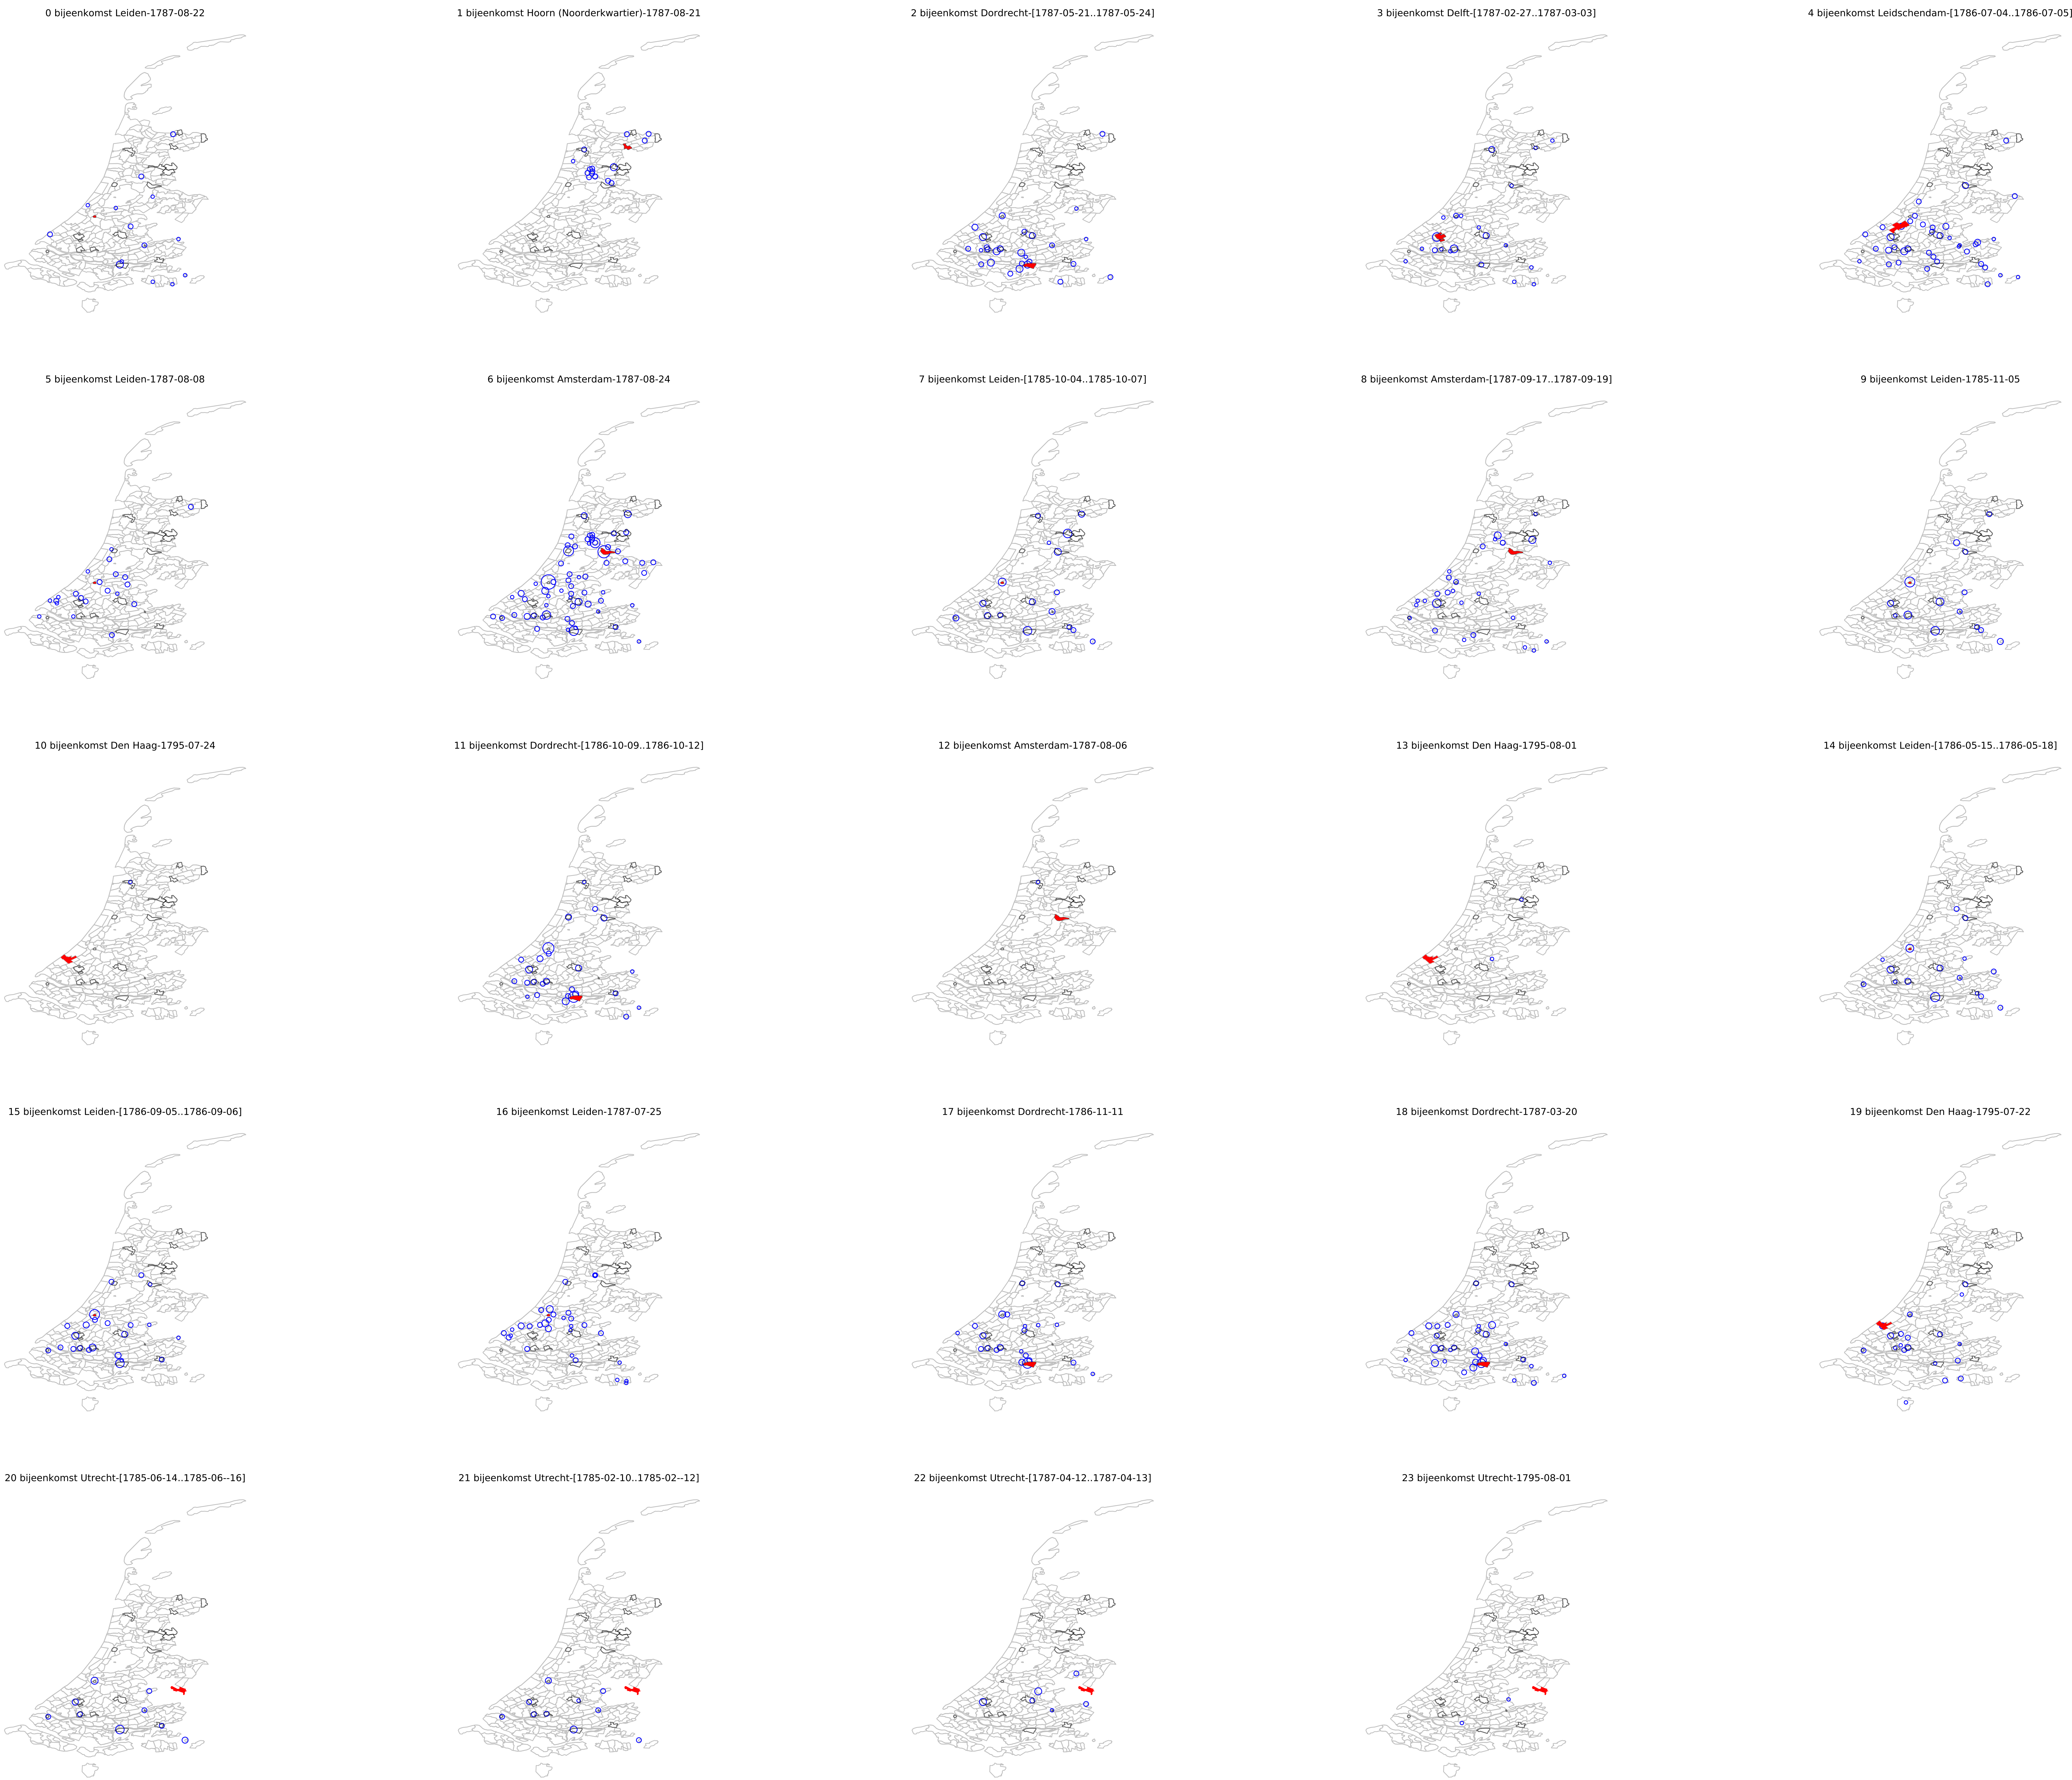 0 bijeenkomst Leiden-1787-08-22
1 bijeenkomst Hoorn (Noorderkwartier)-1787-08-21
2 bijeenkomst Dordrecht-[1787-05-21..1787-05-24]
3 bijeenkomst Delft-[1787-02-27..1787-03-03]
4 bijeenkomst Leidschendam-[1786-07-04..1786-07-05]
5 bijeenkomst Leiden-1787-08-08
6 bijeenkomst Amsterdam-1787-08-24
7 bijeenkomst Leiden-[1785-10-04..1785-10-07]
8 bijeenkomst Amsterdam-[1787-09-17..1787-09-19]
9 bijeenkomst Leiden-1785-11-05
10 bijeenkomst Den Haag-1795-07-24
11 bijeenkomst Dordrecht-[1786-10-09..1786-10-12]
12 bijeenkomst Amsterdam-1787-08-06
13 bijeenkomst Den Haag-1795-08-01
14 bijeenkomst Leiden-[1786-05-15..1786-05-18]
15 bijeenkomst Leiden-[1786-09-05..1786-09-06]
16 bijeenkomst Leiden-1787-07-25
17 bijeenkomst Dordrecht-1786-11-11
18 bijeenkomst Dordrecht-1787-03-20
19 bijeenkomst Den Haag-1795-07-22
20 bijeenkomst Utrecht-[1785-06-14..1785-06--16]
21 bijeenkomst Utrecht-[1785-02-10..1785-02--12]
22 bijeenkomst Utrecht-[1787-04-12..1787-04-13]
23 bijeenkomst Utrecht-1795-08-01